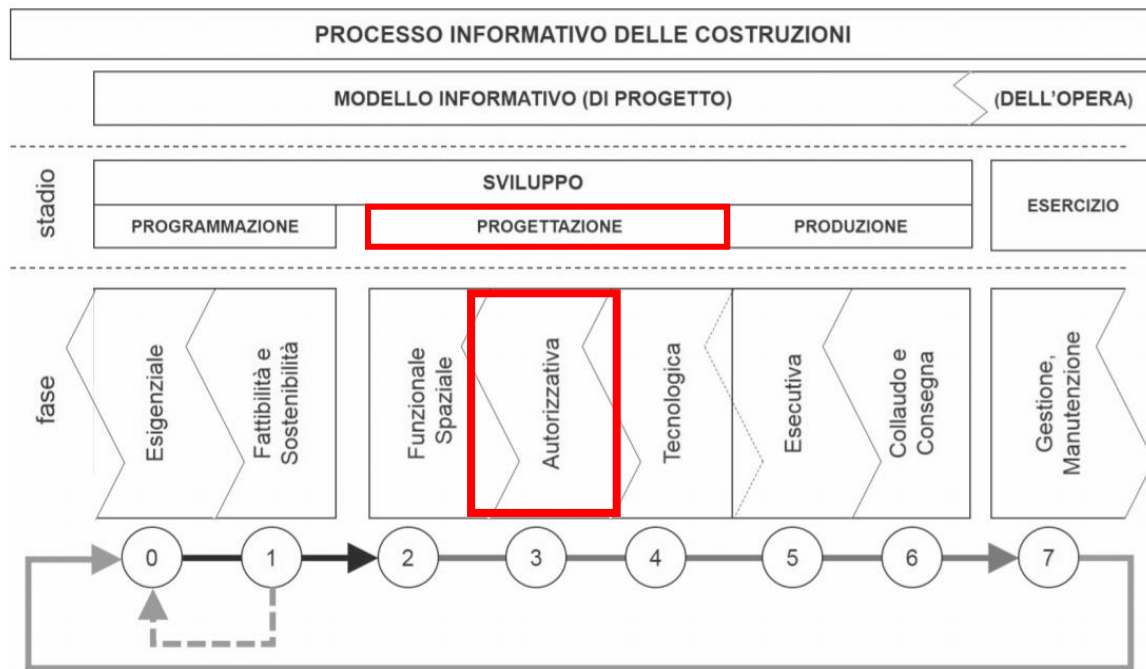 PROCESSO INFORMATIVO DELLE COSTRUZIONI
MODELLO INFORMATIVO (DI PROGETTO)
(DELL'OPERA)
stadio
SVILUPPO
PROGRAMMAZIONE
PROGETTAZIONE
PRODUZIONE
ESERCIZIO
fase
Esigenziale
Fattibilità e
Sostenibilità
Funzionale
Spaziale
Autorizzativa
Tecnologica
Esecutiva
Collaudo e
Consegna
Gestione,
Manutenzione
0
1
2
3
4
5
6
7